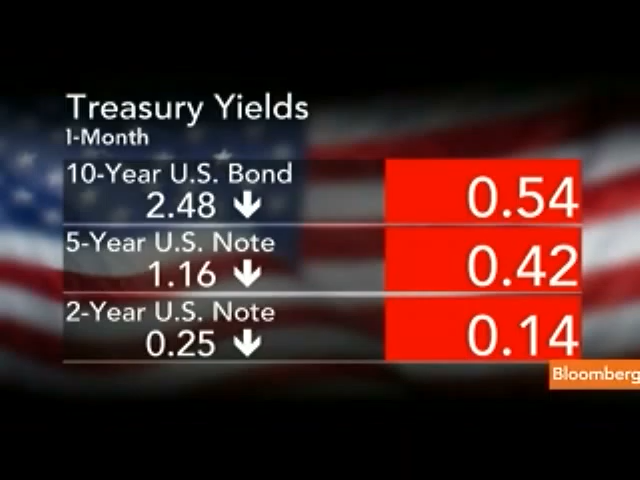 Treasury Yields
1-Month
10-Year U.S. Bond
2.48 ↓ 0.54
5-Year U.S. Note
1.16 ↓ 0.42
2-Year U.S. Note
0.25 ↓ 0.14
Bloomberg